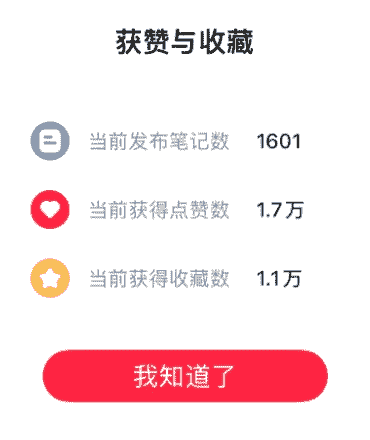 获赞与收藏
当前发布笔记数 1601
当前获得点赞数 1.7万
当前获得收藏数 1.1万
我知道了